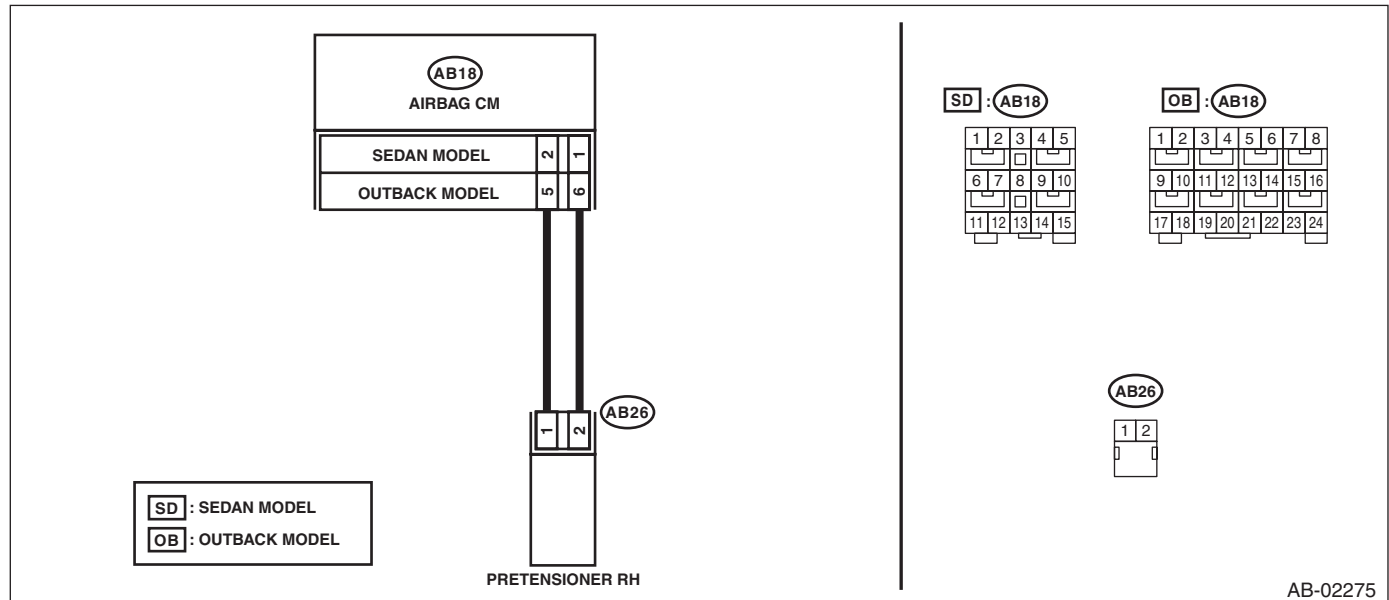 AB18
AIRBAG CM
SEDAN MODEL 2 1
OUTBACK MODEL 5 6
AB26
1 2
PRETENSIONER RH
SD : SEDAN MODEL
OB : OUTBACK MODEL
SD : AB18
1 2 3 4 5
6 7 8 9 10
11 12 13 14 15
OB : AB18
1 2 3 4 5 6 7 8
9 10 11 12 13 14 15 16
17 18 19 20 21 22 23 24
AB26
1 2
AB-02275